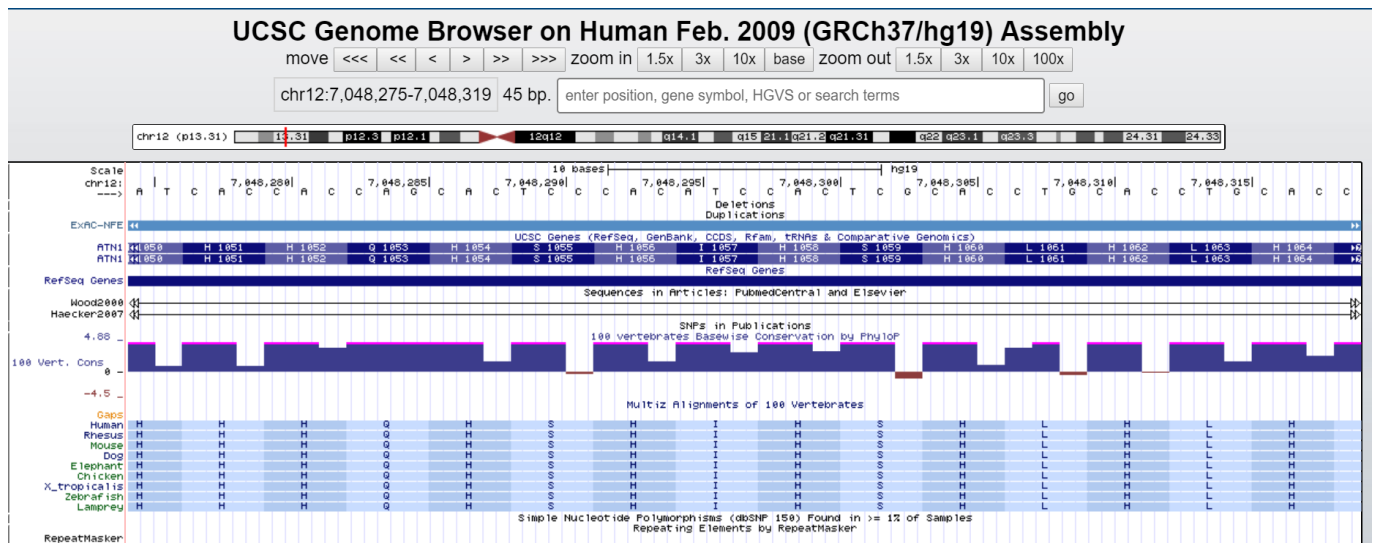 UCSC Genome Browser on Human Feb. 2009 (GRCh37/hg19) Assembly
move <<< << < > >> >>> zoom in 1.5x 3x 10x base zoom out 1.5x 3x 10x 100x
chr12:7,048,275-7,048,319 45 bp. enter position, gene symbol, HGVS or search terms go
chr12 (p13.31) 13.31 p12.3 p12.1 12q12 q14.1 q15 21.1 q21.2 q21.31 q22 q23.1 q23.3 24.31 24.33
Scale 10 bases hg19
chr12: 7,048,280 7,048,285 7,048,290 7,048,295 7,048,300 7,048,305 7,048,310 7,048,315
---> A T C A C C A C C A G C A C T C C C A C A T C C A C T C G C A C C T G C A C C T G C A C C
Deletions
Duplications
ExAC-NFE
UCSC Genes (RefSeq, GenBank, CCDS, Rfam, tRNAs & Comparative Genomics)
ATN1 1050 H 1051 H 1052 Q 1053 H 1054 S 1055 H 1056 I 1057 H 1058 S 1059 H 1060 L 1061 H 1062 L 1063 H 1064
ATN1 1050 H 1051 H 1052 Q 1053 H 1054 S 1055 H 1056 I 1057 H 1058 S 1059 H 1060 L 1061 H 1062 L 1063 H 1064
RefSeq Genes
RefSeq Genes
Sequences in Articles: PubmedCentral and Elsevier
Wood2000
Haecker2007
SNPs in Publications
4.88 _ 100 vertebrates Basewise Conservation by PhyloP
100 Vert. Cons
0 -
-4.5 _
Multiz Alignments of 100 Vertebrates
Gaps
Human H H H Q H S H I H S H L H L H
Rhesus H H H Q H S H I H S H L H L H
Mouse H H H Q H S H I H S H L H L H
Dog H H H Q H S H I H S H L H L H
Elephant H H H Q H S H I H S H L H L H
Chicken H H H Q H S H I H S H L H L H
X_tropicalis H H H Q H S H I H S H L H L H
Zebrafish H H H Q H S H I H S H L H L H
Lamprey H H H Q H S H I H S H L H L H
Simple Nucleotide Polymorphisms (dbSNP 150) Found in >= 1% of Samples
Repeating Elements by RepeatMasker
RepeatMasker